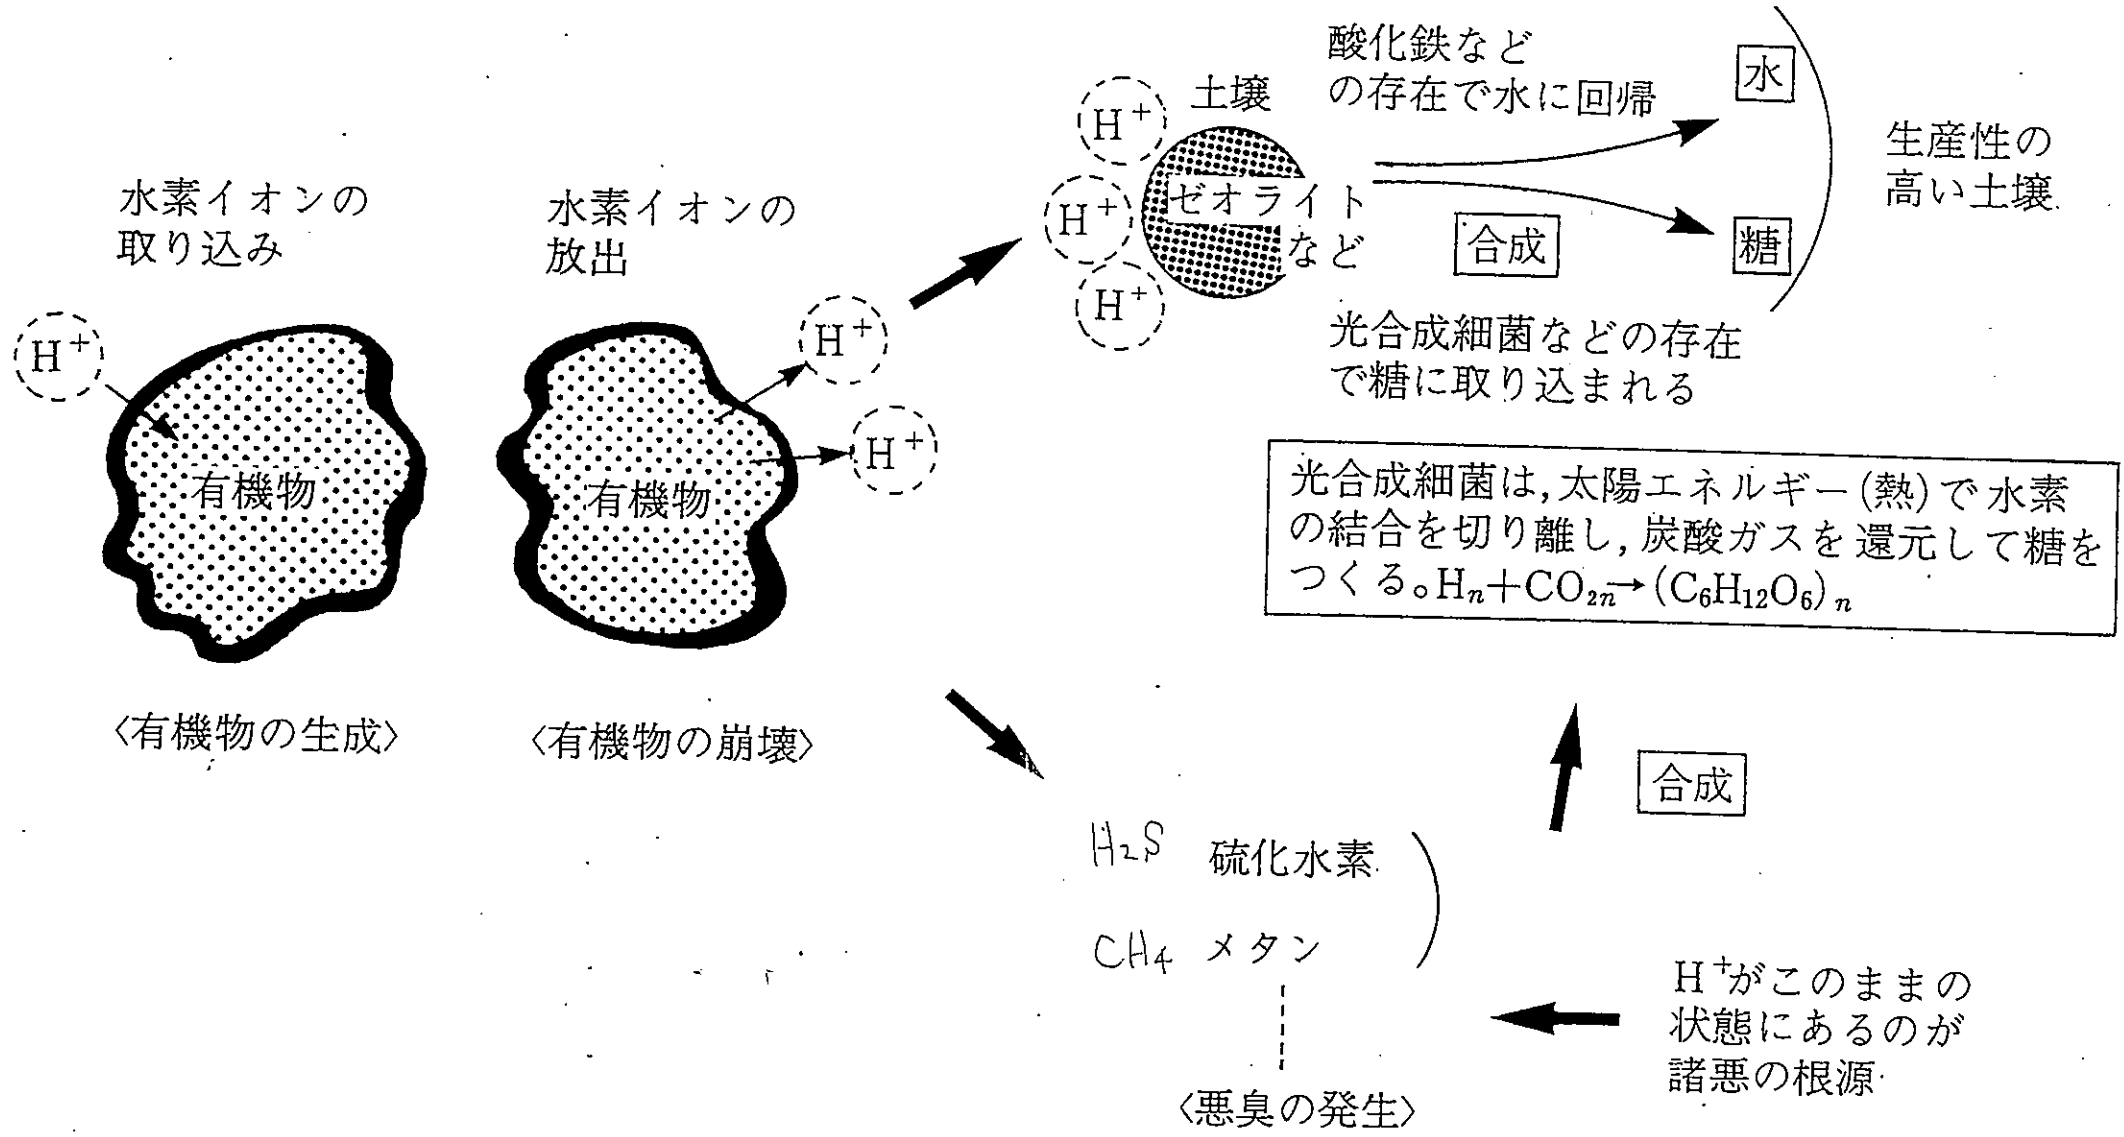 水素イオンの
取り込み
H⁺
有機物
〈有機物の生成〉
水素イオンの
放出
H⁺
H⁺
有機物
〈有機物の崩壊〉
土壌
H⁺
H⁺
H⁺
ゼオライト
など
酸化鉄など
の存在で水に回帰
水
合成
糖
生産性の
高い土壌
光合成細菌などの存在
で糖に取り込まれる
光合成細菌は,太陽エネルギー(熱)で水素
の結合を切り離し,炭酸ガスを還元して糖を
つくる。Hₙ+CO₂ₙ→(C₆H₁₂O₆)ₙ
合成
H₂S 硫化水素
CH₄ メタン
〈悪臭の発生〉
H⁺がこのままの
状態にあるのが
諸悪の根源